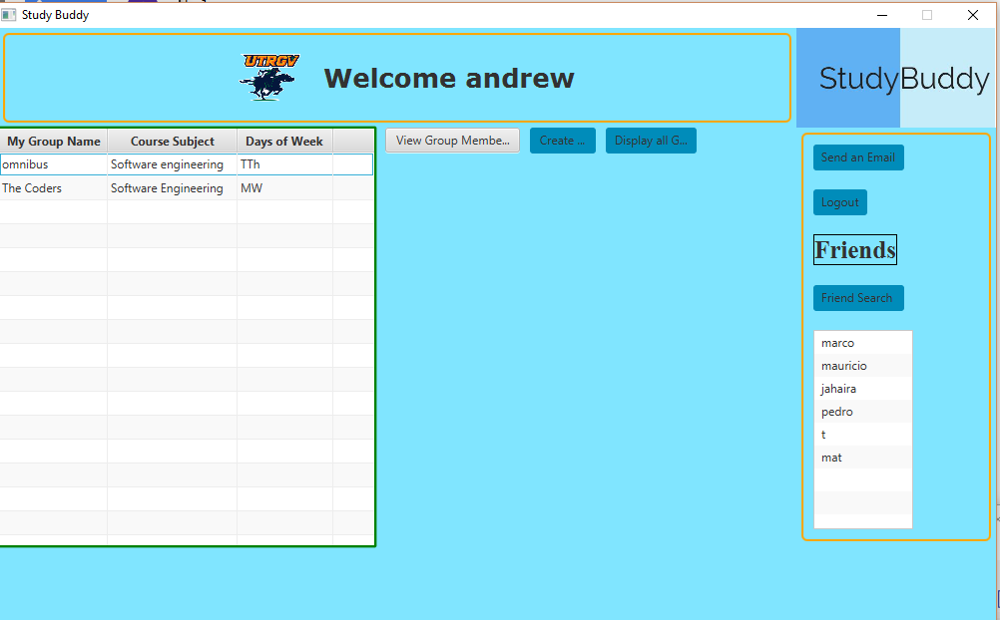 Study Buddy
UTRGV
Welcome andrew
StudyBuddy
My Group Name Course Subject Days of Week
omnibus Software engineering TTh
The Coders Software Engineering MW
View Group Membe...
Create ...
Display all G...
Send an Email
Logout
Friends
Friend Search
marco
mauricio
jahaira
pedro
t
mat